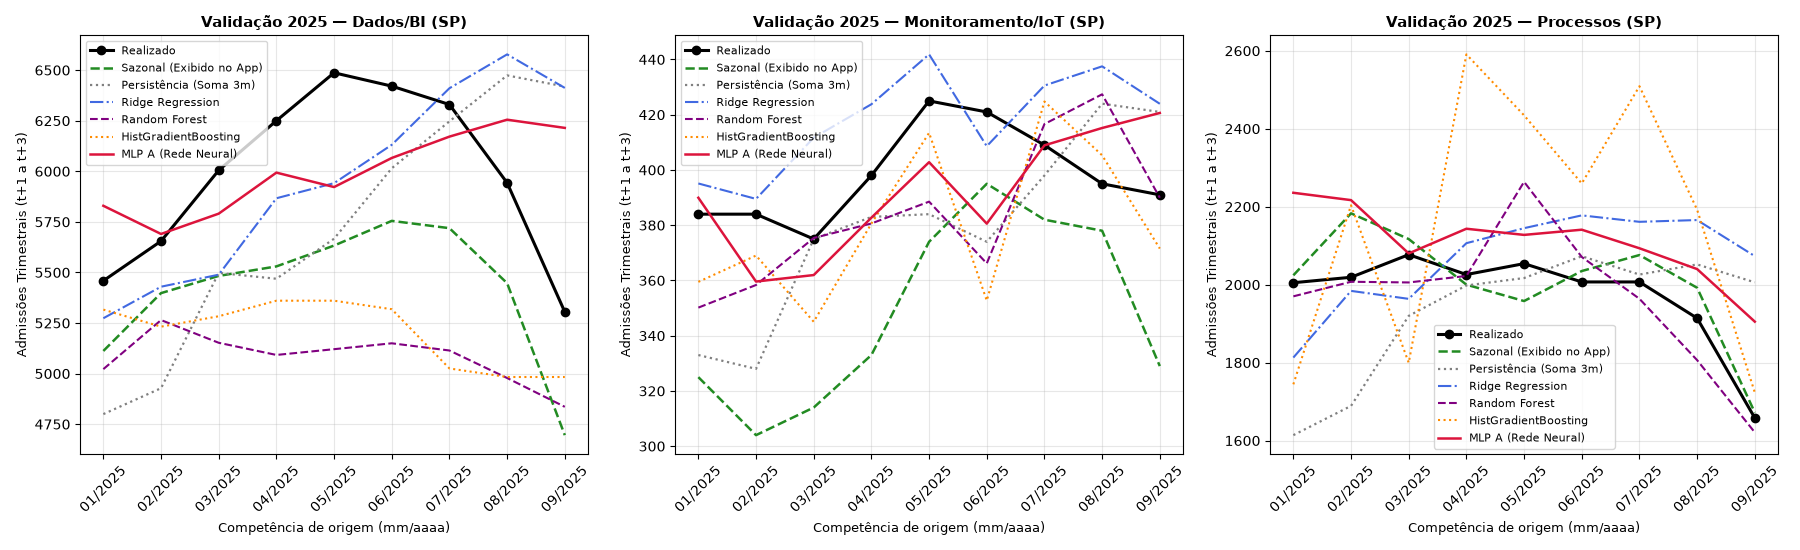 Validação 2025 — Dados/BI (SP)
Admissões Trimestrais (t+1 a t+3)
6500
6250
6000
5750
5500
5250
5000
4750
Realizado
Sazonal (Exibido no App)
Persistência (Soma 3m)
Ridge Regression
Random Forest
HistGradientBoosting
MLP A (Rede Neural)
01/2025
02/2025
03/2025
04/2025
05/2025
06/2025
07/2025
08/2025
09/2025
Competência de origem (mm/aaaa)
Validação 2025 — Monitoramento/IoT (SP)
Admissões Trimestrais (t+1 a t+3)
440
420
400
380
360
340
320
300
Realizado
Sazonal (Exibido no App)
Persistência (Soma 3m)
Ridge Regression
Random Forest
HistGradientBoosting
MLP A (Rede Neural)
01/2025
02/2025
03/2025
04/2025
05/2025
06/2025
07/2025
08/2025
09/2025
Competência de origem (mm/aaaa)
Validação 2025 — Processos (SP)
Admissões Trimestrais (t+1 a t+3)
2600
2400
2200
2000
1800
1600
Realizado
Sazonal (Exibido no App)
Persistência (Soma 3m)
Ridge Regression
Random Forest
HistGradientBoosting
MLP A (Rede Neural)
01/2025
02/2025
03/2025
04/2025
05/2025
06/2025
07/2025
08/2025
09/2025
Competência de origem (mm/aaaa)